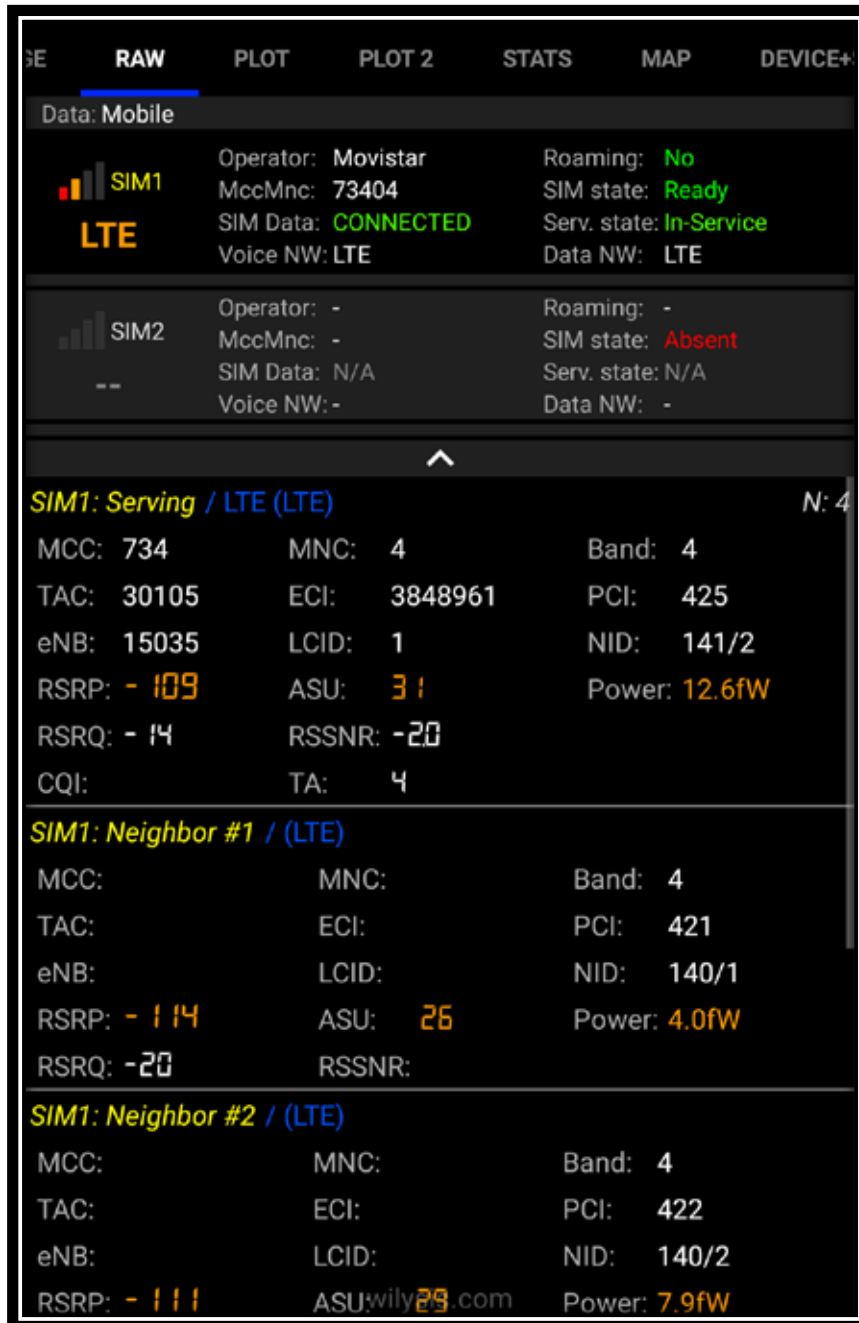 GE RAW PLOT PLOT 2 STATS MAP DEVICE+
Data: Mobile
SIM1
LTE
Operator: Movistar Roaming: No
MccMnc: 73404 SIM state: Ready
SIM Data: CONNECTED Serv. state: In-Service
Voice NW: LTE Data NW: LTE
SIM2
--
Operator: - Roaming: -
MccMnc: - SIM state: Absent
SIM Data: N/A Serv. state: N/A
Voice NW: - Data NW: -
SIM1: Serving / LTE (LTE) N: 4
MCC: 734 MNC: 4 Band: 4
TAC: 30105 ECI: 3848961 PCI: 425
eNB: 15035 LCID: 1 NID: 141/2
RSRP: -109 ASU: 31 Power: 12.6fW
RSRQ: -14 RSSNR: -2.0
CQI: TA: 4
SIM1: Neighbor #1 / (LTE)
MCC: MNC: Band: 4
TAC: ECI: PCI: 421
eNB: LCID: NID: 140/1
RSRP: -114 ASU: 26 Power: 4.0fW
RSRQ: -20 RSSNR:
SIM1: Neighbor #2 / (LTE)
MCC: MNC: Band: 4
TAC: ECI: PCI: 422
eNB: LCID: NID: 140/2
RSRP: -111 ASU: 29 Power: 7.9fW